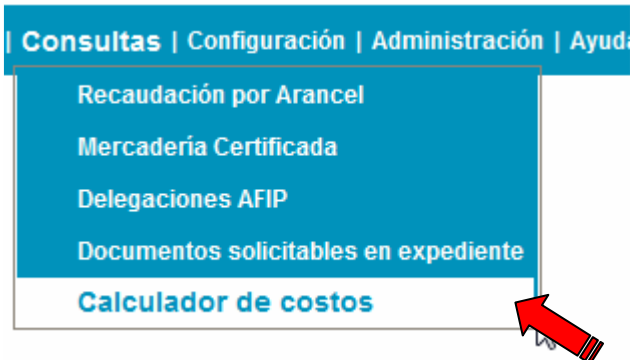 | Consultas | Configuración | Administración | Ayuda
Recaudación por Arancel
Mercadería Certificada
Delegaciones AFIP
Documentos solicitables en expediente
Calculador de costos